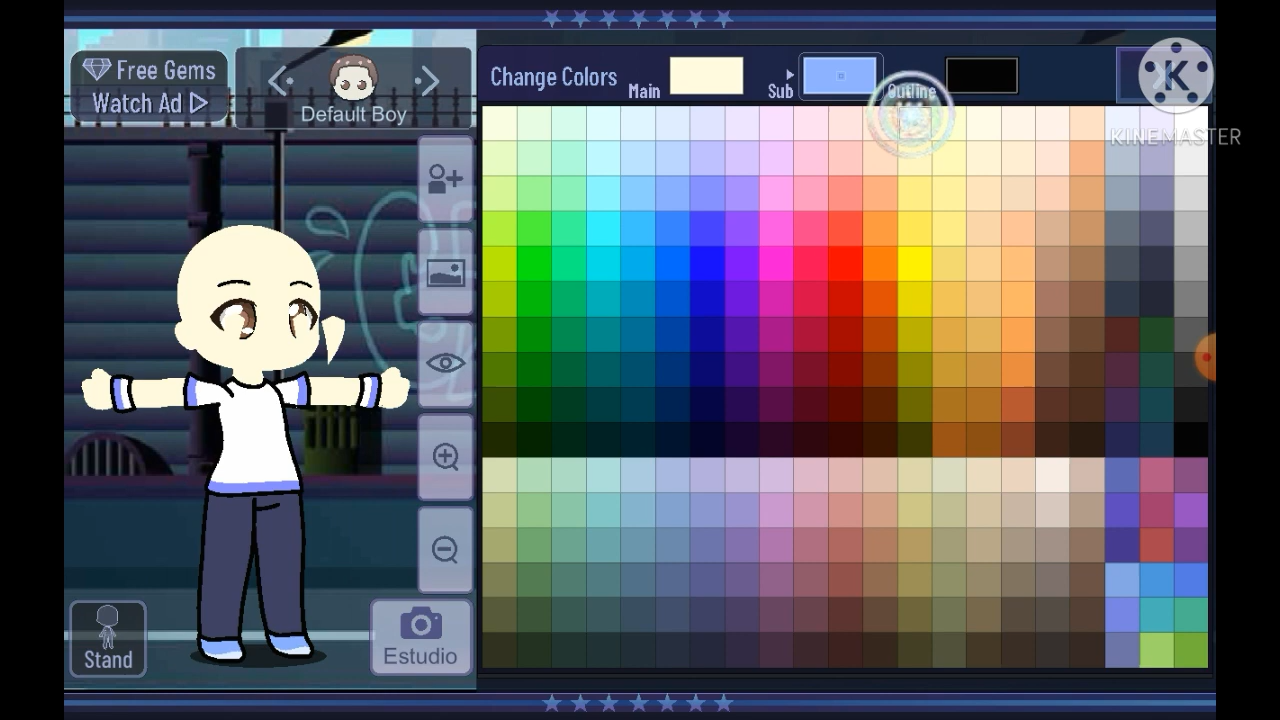 Free Gems
Watch Ad
Default Boy
Change Colors
Main
Sub
Outline
K
KINEMASTER
Stand
Estudio